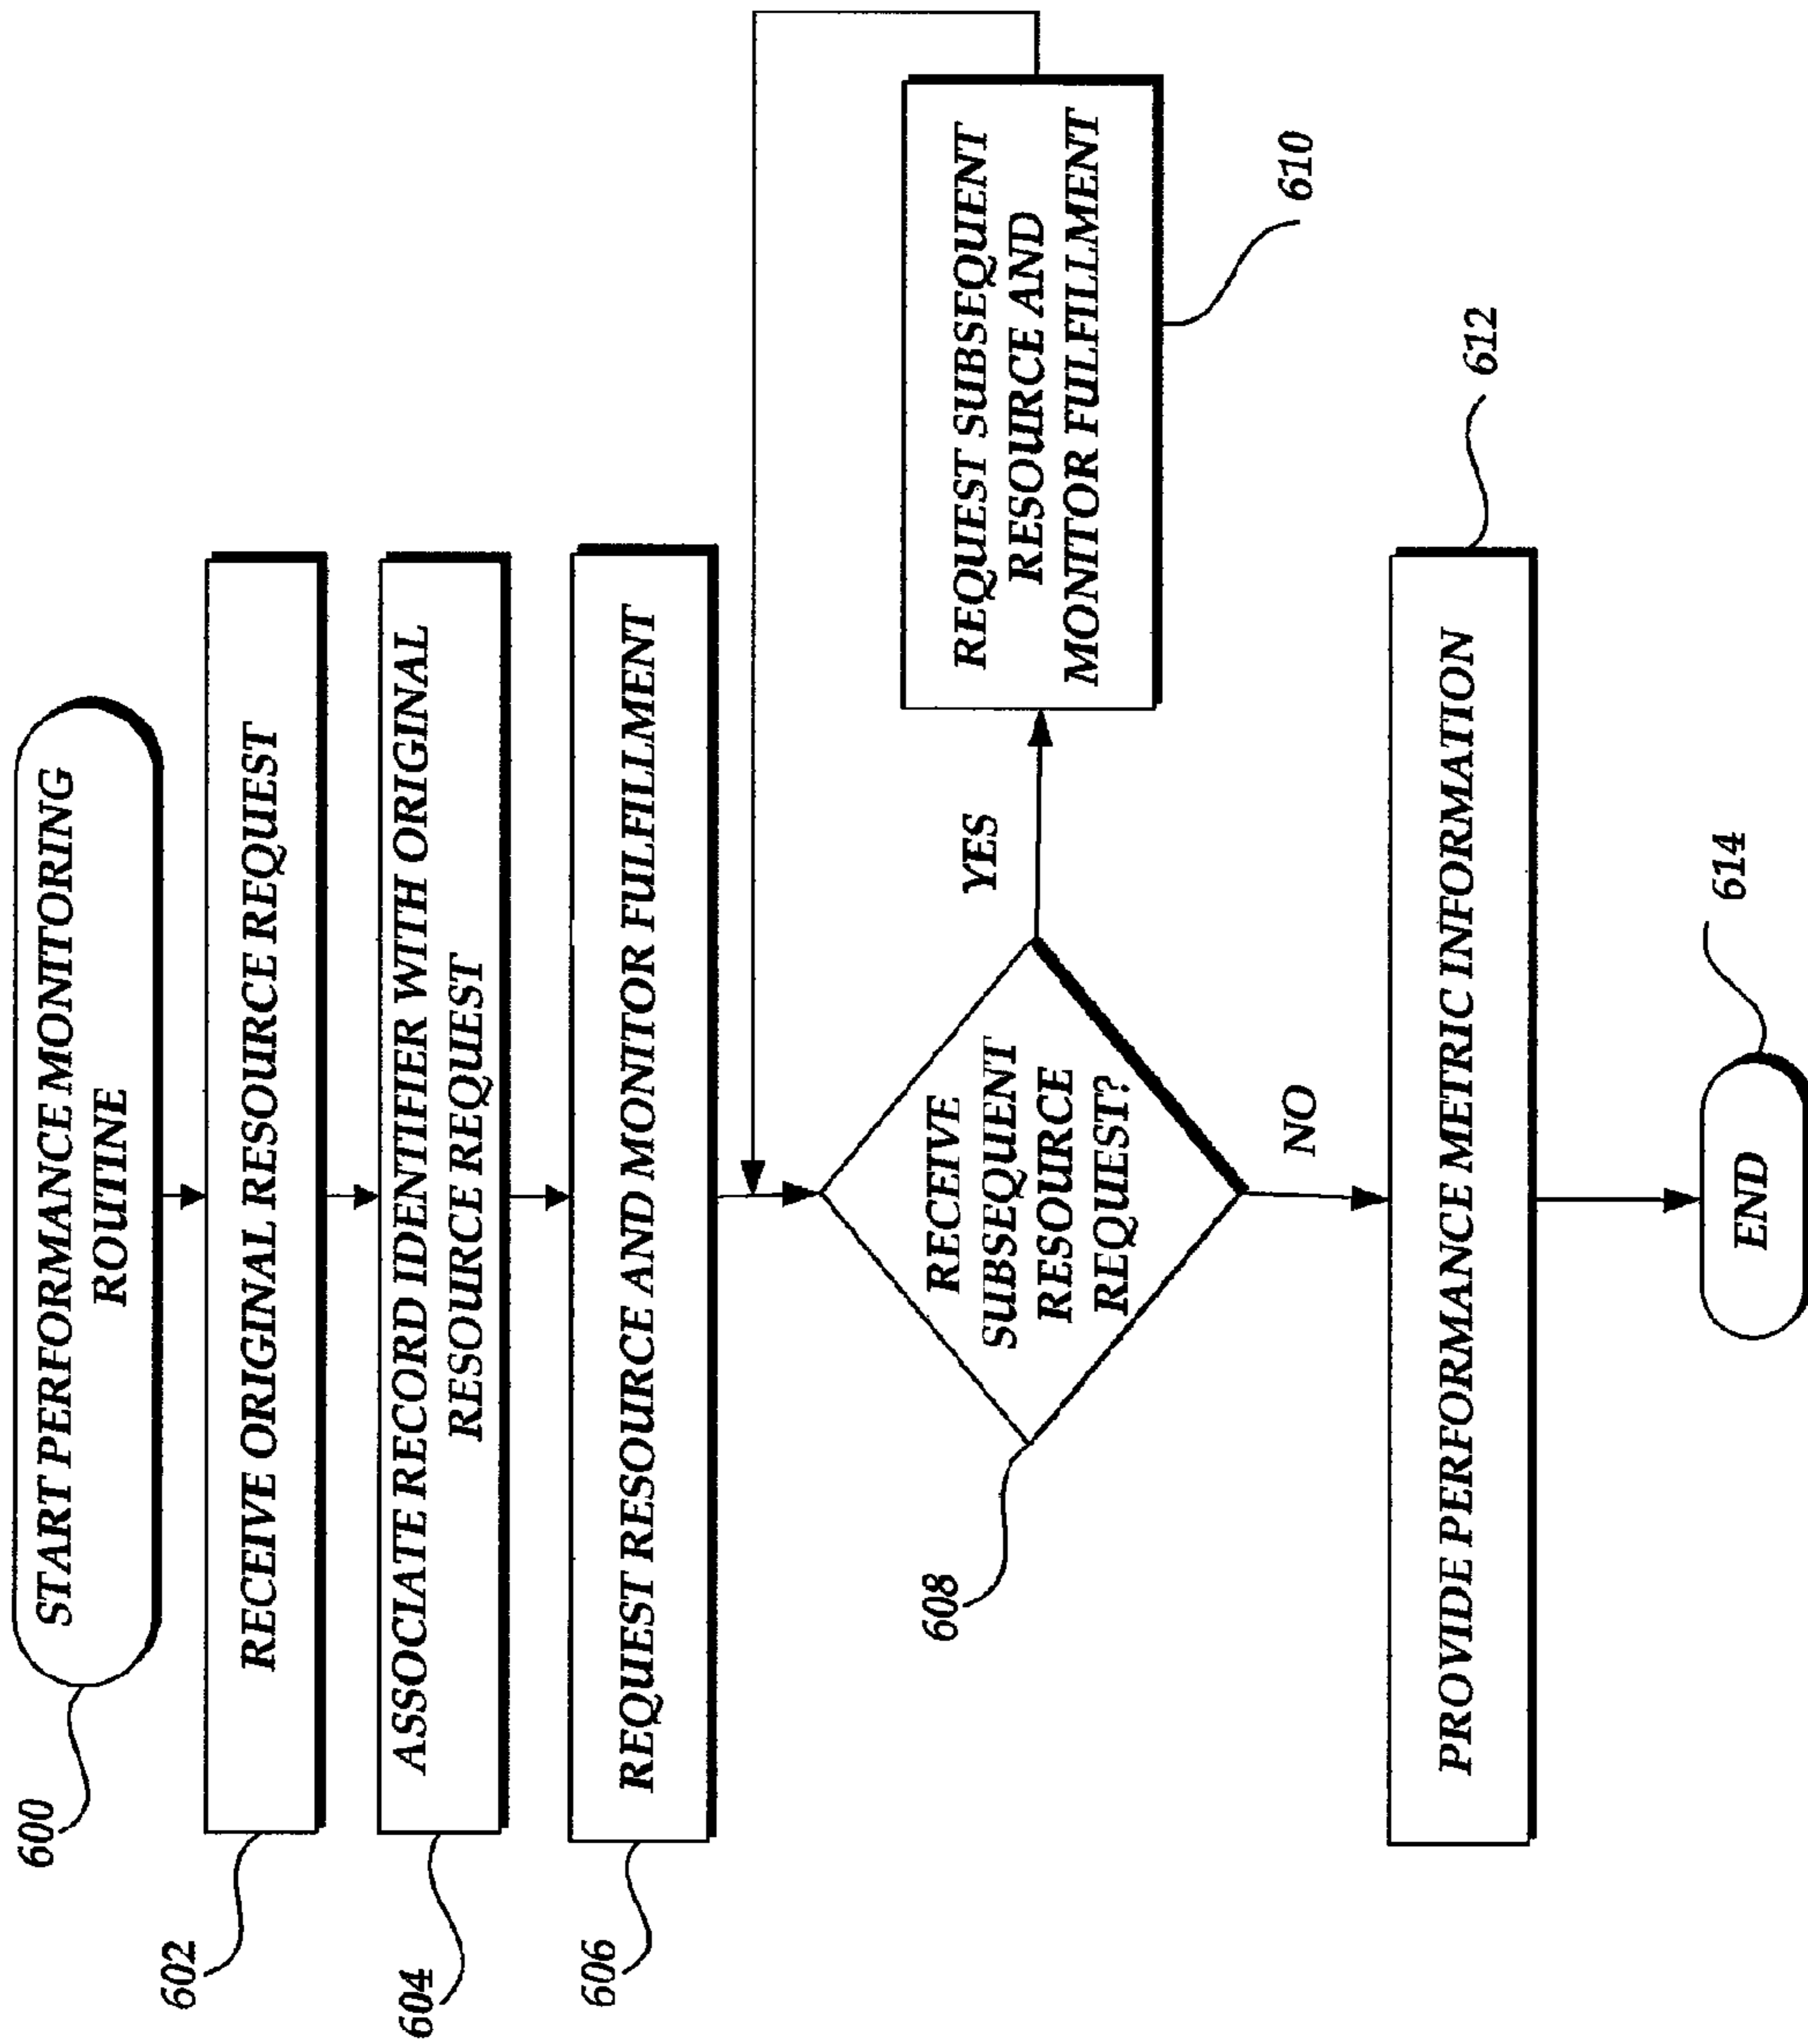 600
START PERFORMANCE MONITORING
ROUTINE
602
RECEIVE ORIGINAL RESOURCE REQUEST
604
ASSOCIATE RECORD IDENTIFIER WITH ORIGINAL
RESOURCE REQUEST
606
REQUEST RESOURCE AND MONITOR FULFILLMENT
608
RECEIVE
SUBSEQUENT
RESOURCE
REQUEST?
YES
REQUEST SUBSEQUENT
RESOURCE AND
MONITOR FULFILLMENT
610
NO
PROVIDE PERFORMANCE METRIC INFORMATION
612
END
614